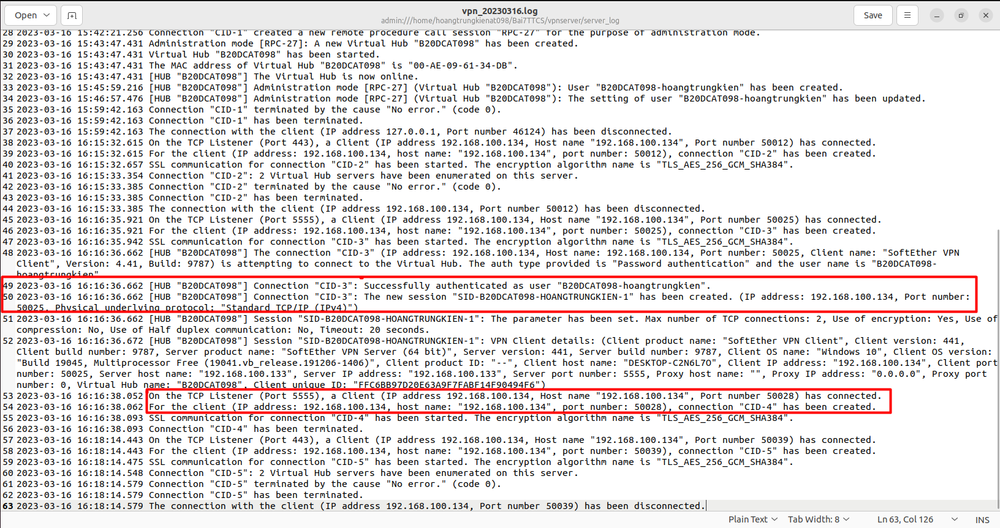 Open
vpn_20230316.log
admin:///home/hoangtrungkienat098/Bai7TTCS/vpnserver/server_log
Save
28 2023-03-16 15:42:21.256 Connection "CID-1" created a new remote procedure call session "RPC-27" for the purpose of administration mode.
29 2023-03-16 15:43:47.431 Administration mode [RPC-27]: A new Virtual Hub "B20DCAT098" has been created.
30 2023-03-16 15:43:47.431 Virtual Hub "B20DCAT098" has been started.
31 2023-03-16 15:43:47.431 The MAC address of Virtual Hub "B20DCAT098" is "00-AE-09-61-34-DB".
32 2023-03-16 15:43:47.431 [HUB "B20DCAT098"] The Virtual Hub is now online.
33 2023-03-16 15:45:59.216 [HUB "B20DCAT098"] Administration mode [RPC-27] (Virtual Hub "B20DCAT098"): User "B20DCAT098-hoangtrungkien" has been created.
34 2023-03-16 15:46:57.476 [HUB "B20DCAT098"] Administration mode [RPC-27] (Virtual Hub "B20DCAT098"): The setting of user "B20DCAT098-hoangtrungkien" has been updated.
35 2023-03-16 15:59:42.163 Connection "CID-1" terminated by the cause "No error." (code 0).
36 2023-03-16 15:59:42.163 Connection "CID-1" has been terminated.
37 2023-03-16 15:59:42.163 The connection with the client (IP address 127.0.0.1, Port number 46124) has been disconnected.
38 2023-03-16 16:15:32.615 On the TCP Listener (Port 443), a Client (IP address 192.168.100.134, Host name "192.168.100.134", Port number 50012) has connected.
39 2023-03-16 16:15:32.615 For the client (IP address: 192.168.100.134, host name: "192.168.100.134", port number: 50012), connection "CID-2" has been created.
40 2023-03-16 16:15:32.657 SSL communication for connection "CID-2" has been started. The encryption algorithm name is "TLS_AES_256_GCM_SHA384".
41 2023-03-16 16:15:33.354 Connection "CID-2": 2 Virtual Hub servers have been enumerated on this server.
42 2023-03-16 16:15:33.385 Connection "CID-2" terminated by the cause "No error." (code 0).
43 2023-03-16 16:15:33.385 Connection "CID-2" has been terminated.
44 2023-03-16 16:15:33.385 The connection with the client (IP address 192.168.100.134, Port number 50012) has been disconnected.
45 2023-03-16 16:16:35.921 On the TCP Listener (Port 5555), a Client (IP address 192.168.100.134, Host name "192.168.100.134", Port number 50025) has connected.
46 2023-03-16 16:16:35.921 For the client (IP address: 192.168.100.134, host name: "192.168.100.134", port number: 50025), connection "CID-3" has been created.
47 2023-03-16 16:16:35.942 SSL communication for connection "CID-3" has been started. The encryption algorithm name is "TLS_AES_256_GCM_SHA384".
48 2023-03-16 16:16:36.662 [HUB "B20DCAT098"] The connection "CID-3" (IP address: 192.168.100.134, Host name: 192.168.100.134, Port number: 50025, Client name: "SoftEther VPN
Client", Version: 4.41, Build: 9787) is attempting to connect to the Virtual Hub. The auth type provided is "Password authentication" and the user name is "B20DCAT098-
hoangtrungkien".
49 2023-03-16 16:16:36.662 [HUB "B20DCAT098"] Connection "CID-3": Successfully authenticated as user "B20DCAT098-hoangtrungkien".
50 2023-03-16 16:16:36.662 [HUB "B20DCAT098"] Connection "CID-3": The new session "SID-B20DCAT098-HOANGTRUNGKIEN-1" has been created. (IP address: 192.168.100.134, Port number:
50025, Physical underlying protocol: "Standard TCP/IP (IPv4)")
51 2023-03-16 16:16:36.662 [HUB "B20DCAT098"] Session "SID-B20DCAT098-HOANGTRUNGKIEN-1": The parameter has been set. Max number of TCP connections: 2, Use of encryption: Yes, Use of
compression: No, Use of Half duplex communication: No, Timeout: 20 seconds.
52 2023-03-16 16:16:36.672 [HUB "B20DCAT098"] Session "SID-B20DCAT098-HOANGTRUNGKIEN-1": VPN Client details: (Client product name: "SoftEther VPN Client", Client version: 441,
Client build number: 9787, Server product name: "SoftEther VPN Server (64 bit)", Server version: 441, Server build number: 9787, Client OS name: "Windows 10", Client OS version:
"Build 19045, Multiprocessor Free (19041.vb_release.191206-1406)", Client product ID: "--", Client host name: "DESKTOP-C2N6L7O", Client IP address: "192.168.100.134", Client port
number: 50025, Server host name: "192.168.100.133", Server IP address: "192.168.100.133", Server port number: 5555, Proxy host name: "", Proxy IP address: "0.0.0.0", Proxy port
number: 0, Virtual Hub name: "B20DCAT098", Client unique ID: "FFC6BB97D20E63A9F7FABF14F90494F6")
53 2023-03-16 16:16:38.052 On the TCP Listener (Port 5555), a Client (IP address 192.168.100.134, Host name "192.168.100.134", Port number 50028) has connected.
54 2023-03-16 16:16:38.062 For the client (IP address: 192.168.100.134, host name: "192.168.100.134", port number: 50028), connection "CID-4" has been created.
55 2023-03-16 16:16:38.093 SSL communication for connection "CID-4" has been started. The encryption algorithm name is "TLS_AES_256_GCM_SHA384".
56 2023-03-16 16:16:38.093 Connection "CID-4" has been terminated.
57 2023-03-16 16:18:14.443 On the TCP Listener (Port 443), a Client (IP address 192.168.100.134, Host name "192.168.100.134", Port number 50039) has connected.
58 2023-03-16 16:18:14.443 For the client (IP address: 192.168.100.134, host name: "192.168.100.134", port number: 50039), connection "CID-5" has been created.
59 2023-03-16 16:18:14.475 SSL communication for connection "CID-5" has been started. The encryption algorithm name is "TLS_AES_256_GCM_SHA384".
60 2023-03-16 16:18:14.548 Connection "CID-5": 2 Virtual Hub servers have been enumerated on this server.
61 2023-03-16 16:18:14.579 Connection "CID-5" terminated by the cause "No error." (code 0).
62 2023-03-16 16:18:14.579 Connection "CID-5" has been terminated.
63 2023-03-16 16:18:14.579 The connection with the client (IP address 192.168.100.134, Port number 50039) has been disconnected.
Plain Text Tab Width: 8 Ln 63, Col 126 INS